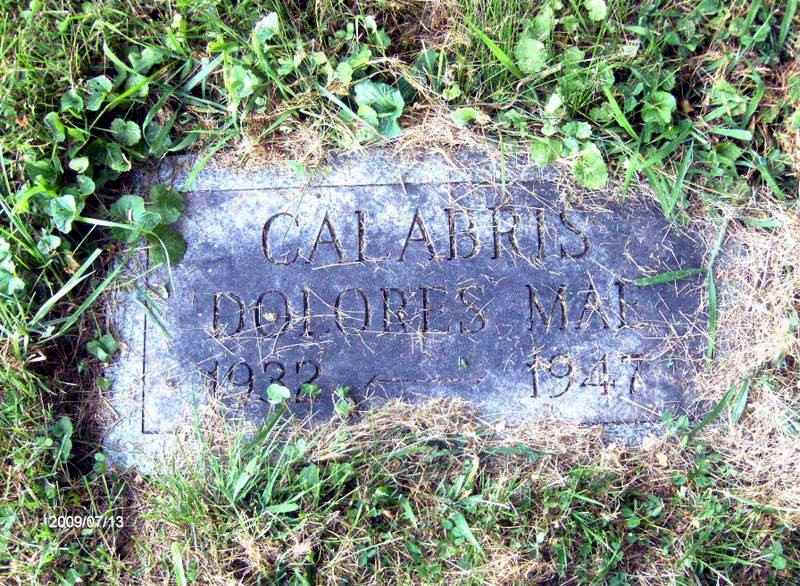 CALABRIS
DOLORES MAE
1932 - 1947
2009/07/13